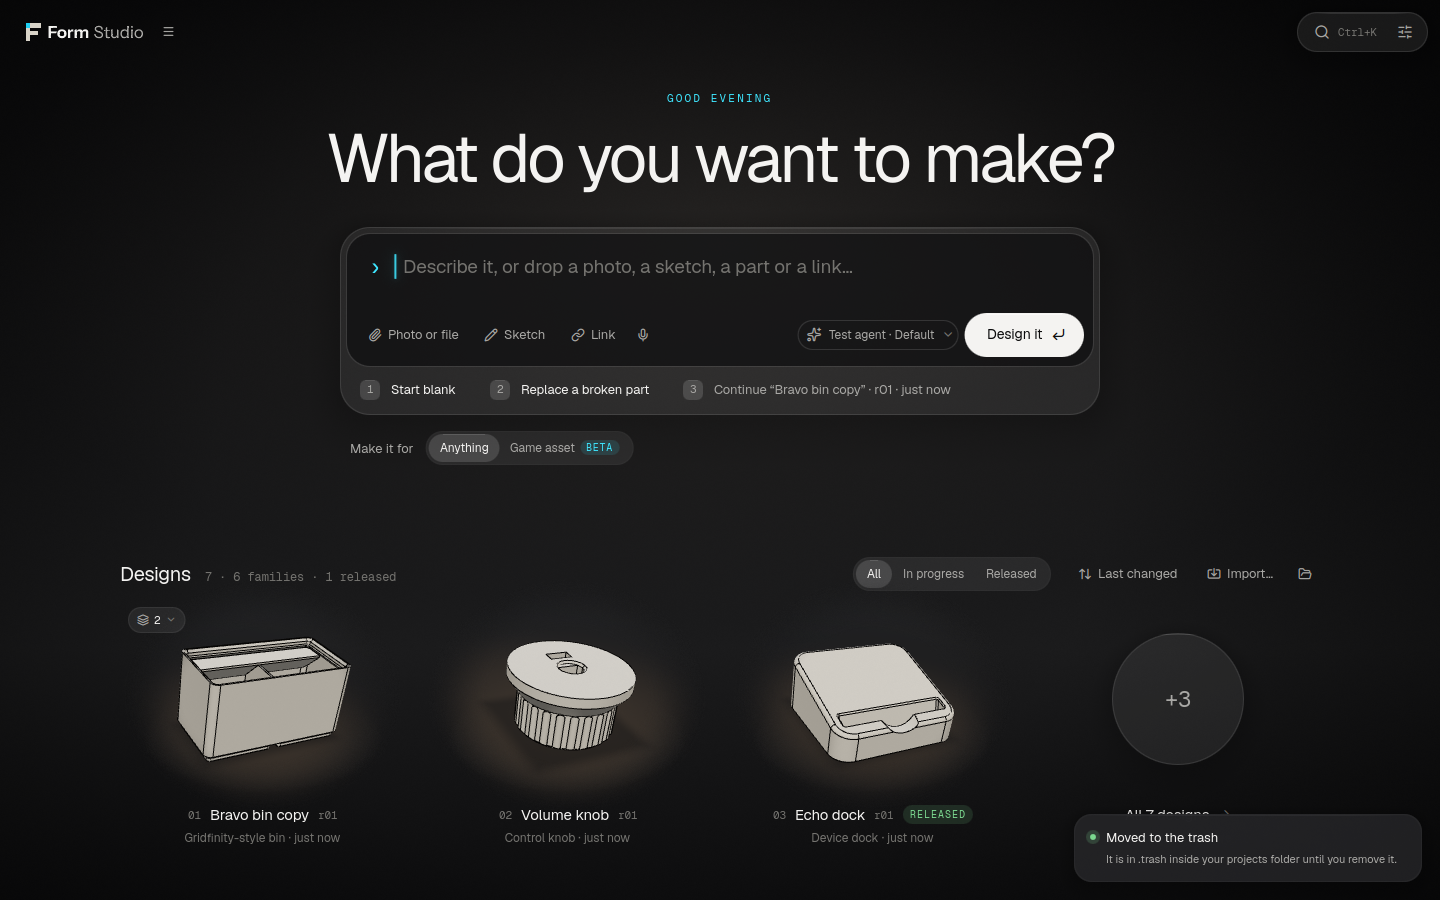 Form Studio
Ctrl+K
GOOD EVENING
What do you want to make?
› Describe it, or drop a photo, a sketch, a part or a link...
Photo or file Sketch Link Test agent · Default Design it
1 Start blank 2 Replace a broken part 3 Continue “Bravo bin copy” · r01 · just now
Make it for Anything Game asset BETA
Designs 7 · 6 families · 1 released All In progress Released Last changed Import...
2
+3
01 Bravo bin copy r01
Gridfinity-style bin · just now
02 Volume knob r01
Control knob · just now
03 Echo dock r01 RELEASED
Device dock · just now
All 7 designs
Moved to the trash
It is in .trash inside your projects folder until you remove it.